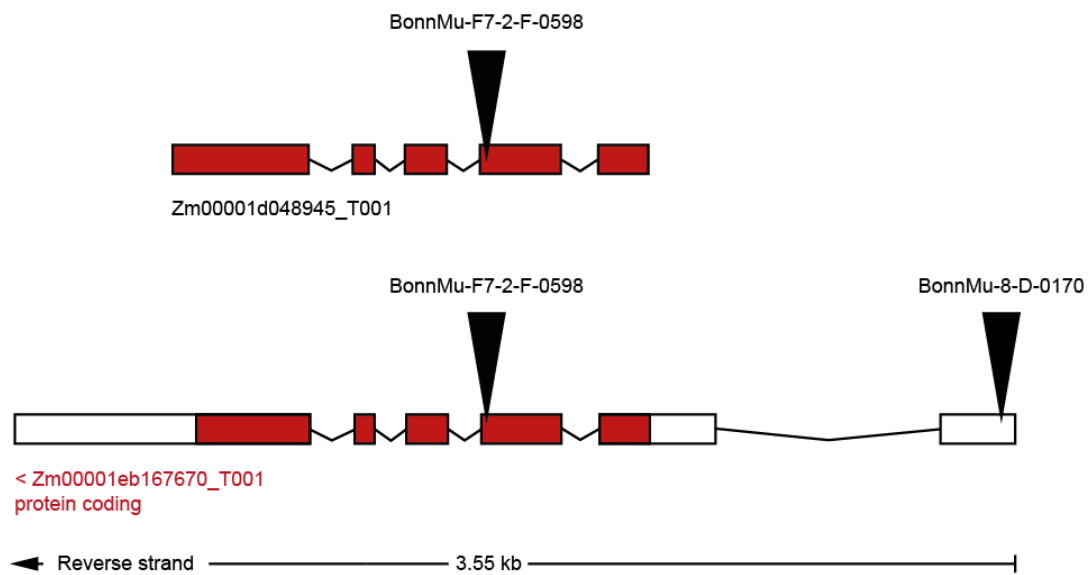 BonnMu-F7-2-F-0598
Zm00001d048945_T001
BonnMu-F7-2-F-0598
BonnMu-8-D-0170
< Zm00001eb167670_T001
protein coding
Reverse strand
3.55 kb